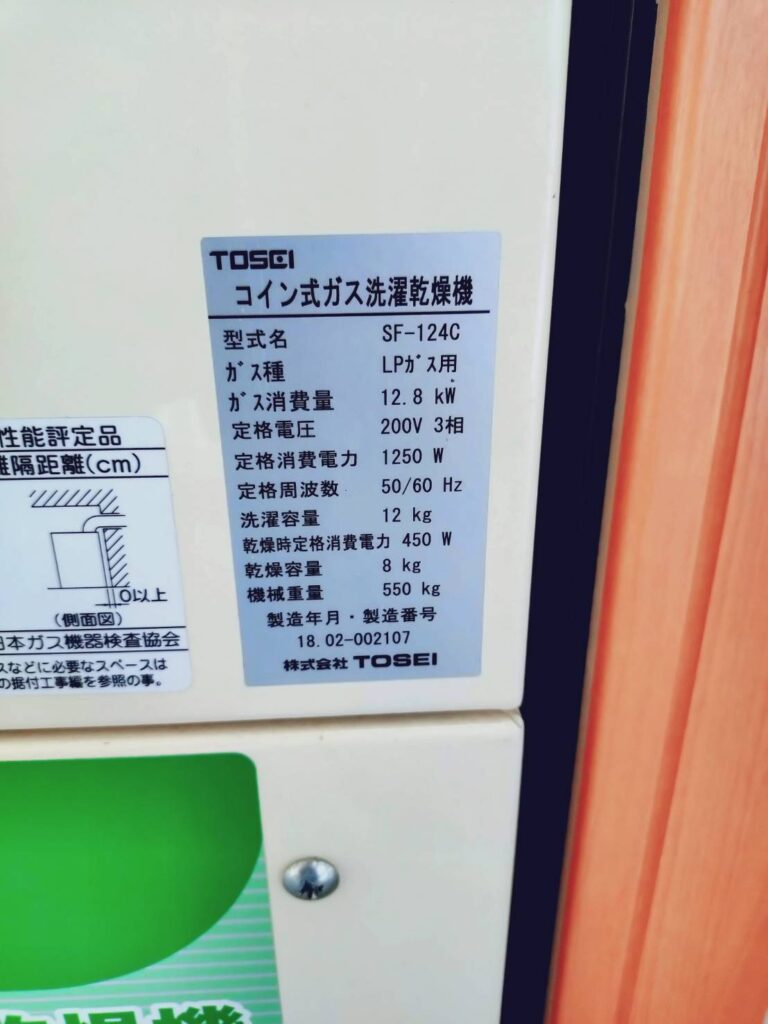 TOSEI
コイン式ガス洗濯乾燥機
型式名 SF-124C
ガス種 LPガス用
ガス消費量 12.8 kW
定格電圧 200V 3相
定格消費電力 1250 W
定格周波数 50/60 Hz
洗濯容量 12 kg
乾燥時定格消費電力 450 W
乾燥容量 8 kg
機械重量 550 kg
製造年月・製造番号
18.02-002107
株式会社 TOSEI
性能評定品
離隔距離(cm)
0以上
(側面図)
日本ガス機器検査協会
スなどに必要なスペースは
の据付工事編を参照の事。
乾燥機